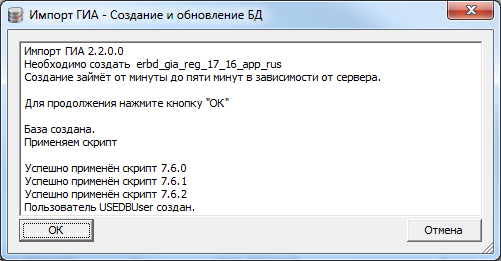 Импорт ГИА - Создание и обновление БД
Импорт ГИА 2.2.0.0
Необходимо создать erbd_gia_reg_17_16_app_rus
Создание займёт от минуты до пяти минут в зависимости от сервера.
Для продолжения нажмите кнопку "ОК"
База создана.
Применяем скрипт
Успешно применён скрипт 7.6.0
Успешно применён скрипт 7.6.1
Успешно применён скрипт 7.6.2
Пользователь USEDBUser создан.
ОК
Отмена